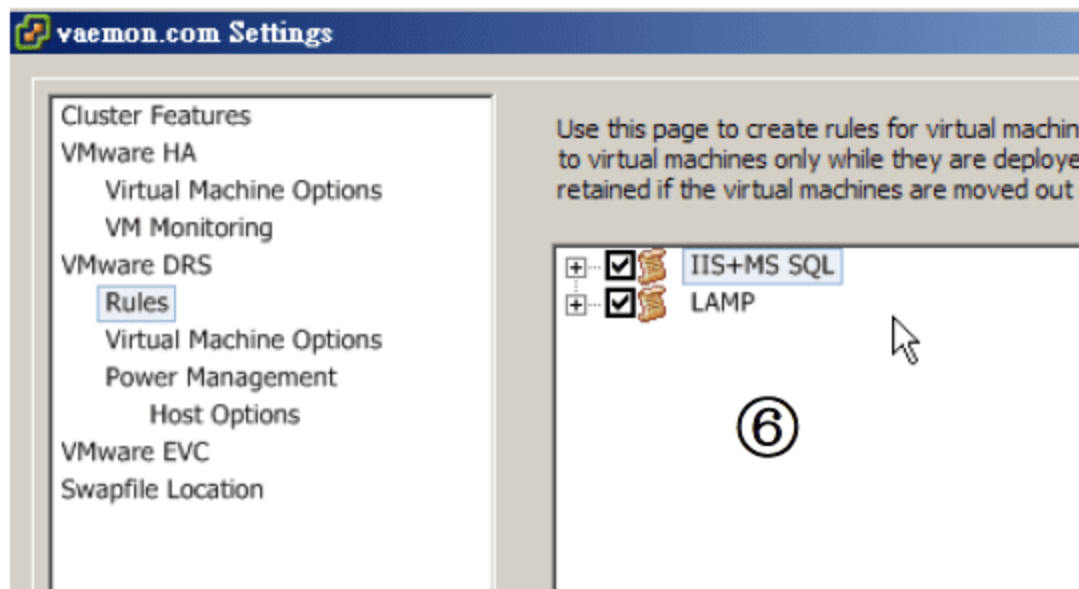 vaemon.com Settings
Cluster Features
VMware HA
Virtual Machine Options
VM Monitoring
VMware DRS
Rules
Virtual Machine Options
Power Management
Host Options
VMware EVC
Swapfile Location
Use this page to create rules for virtual machin
to virtual machines only while they are deploye
retained if the virtual machines are moved out
IIS+MS SQL
LAMP
⑥